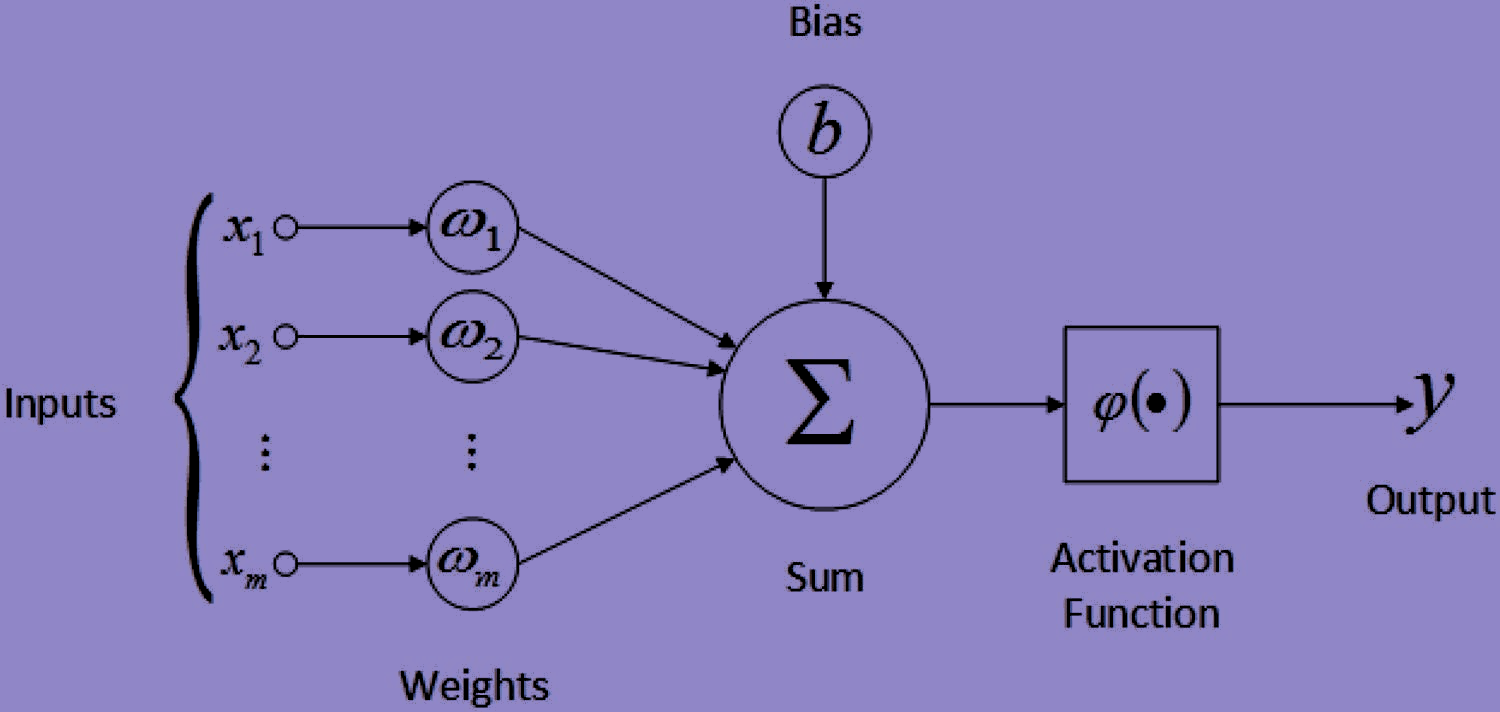 Bias
b
x₁ ω₁
x₂ ω₂
Inputs
⋮ ⋮
Σ
φ(•)
y
Output
xₘ ωₘ
Sum
Activation
Function
Weights